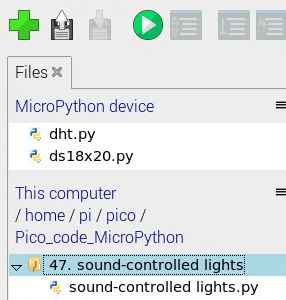 Files
MicroPython device
dht.py
ds18x20.py
This computer
/ home / pi / pico /
Pico_code_MicroPython
47. sound-controlled lights
sound-controlled lights.py